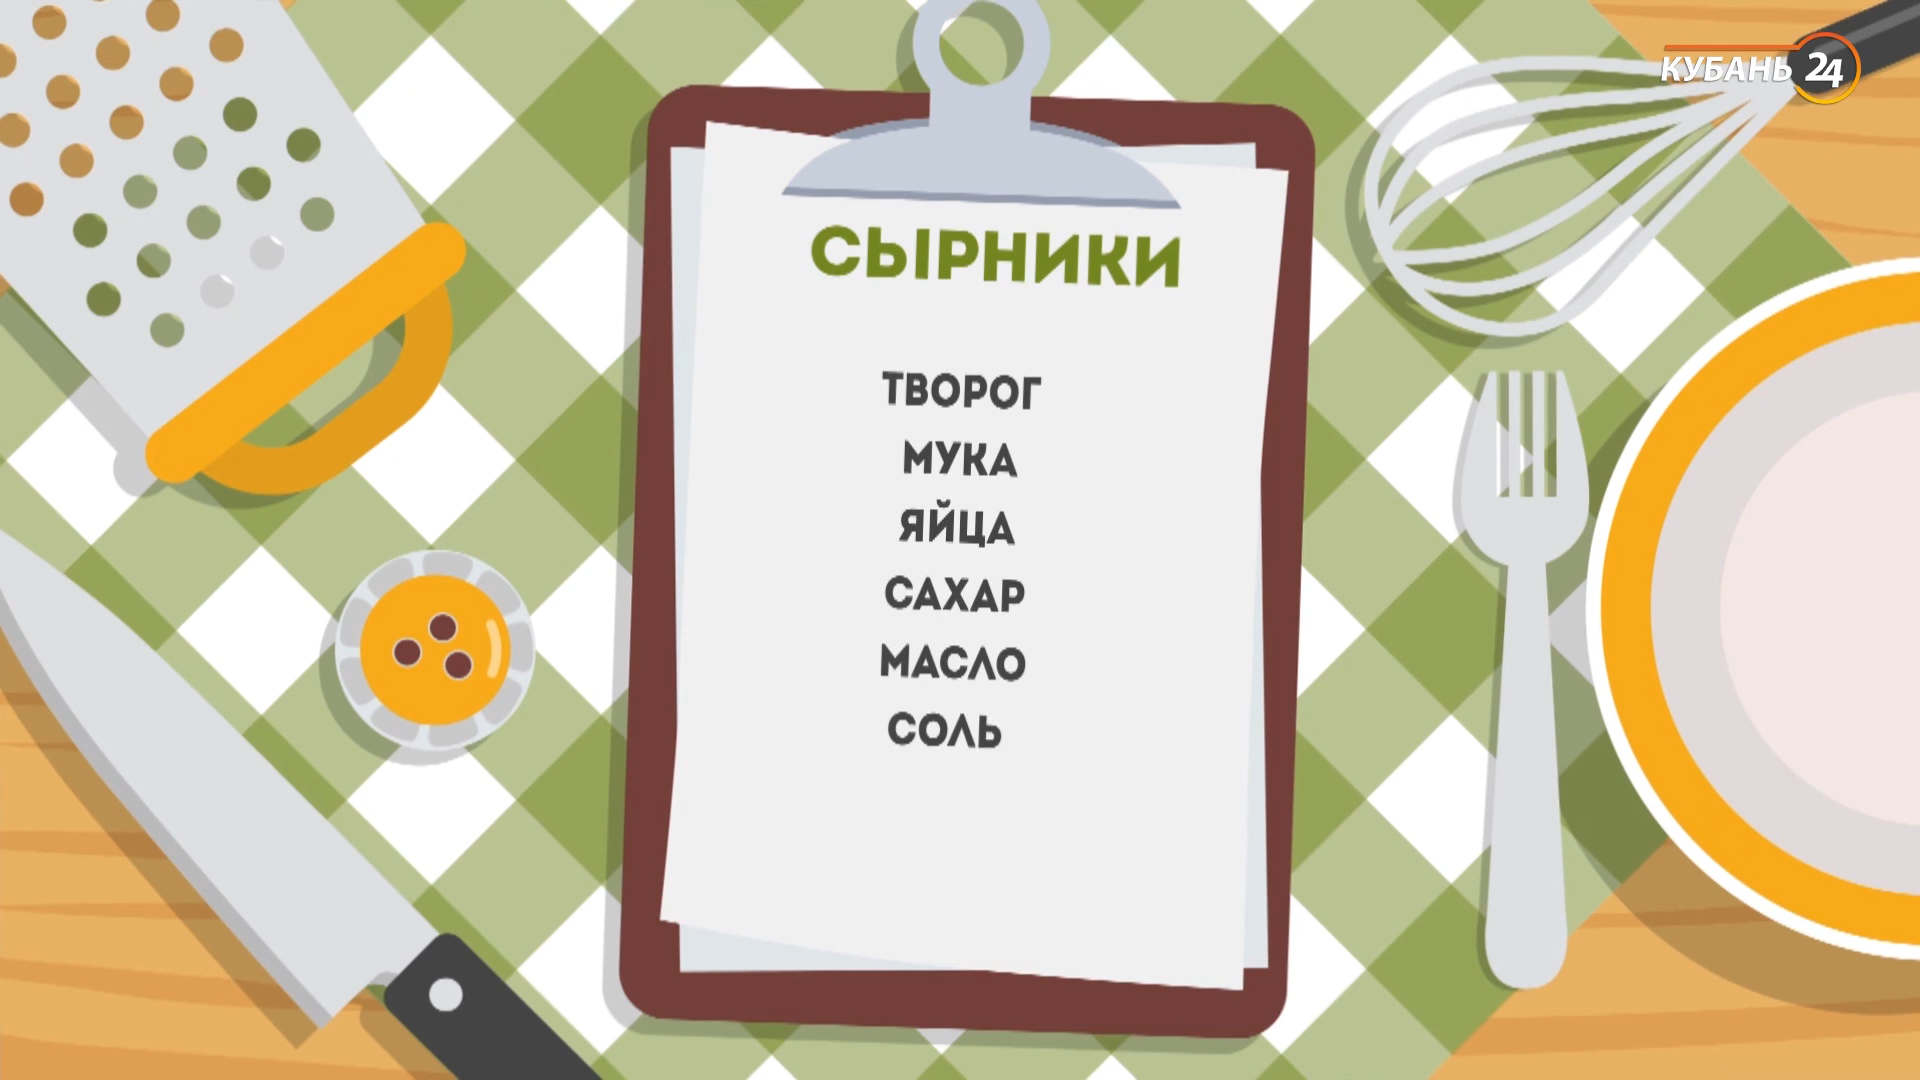 КУБАНЬ 24
СЫРНИКИ
ТВОРОГ
МУКА
ЯЙЦА
САХАР
МАСЛО
СОЛЬ